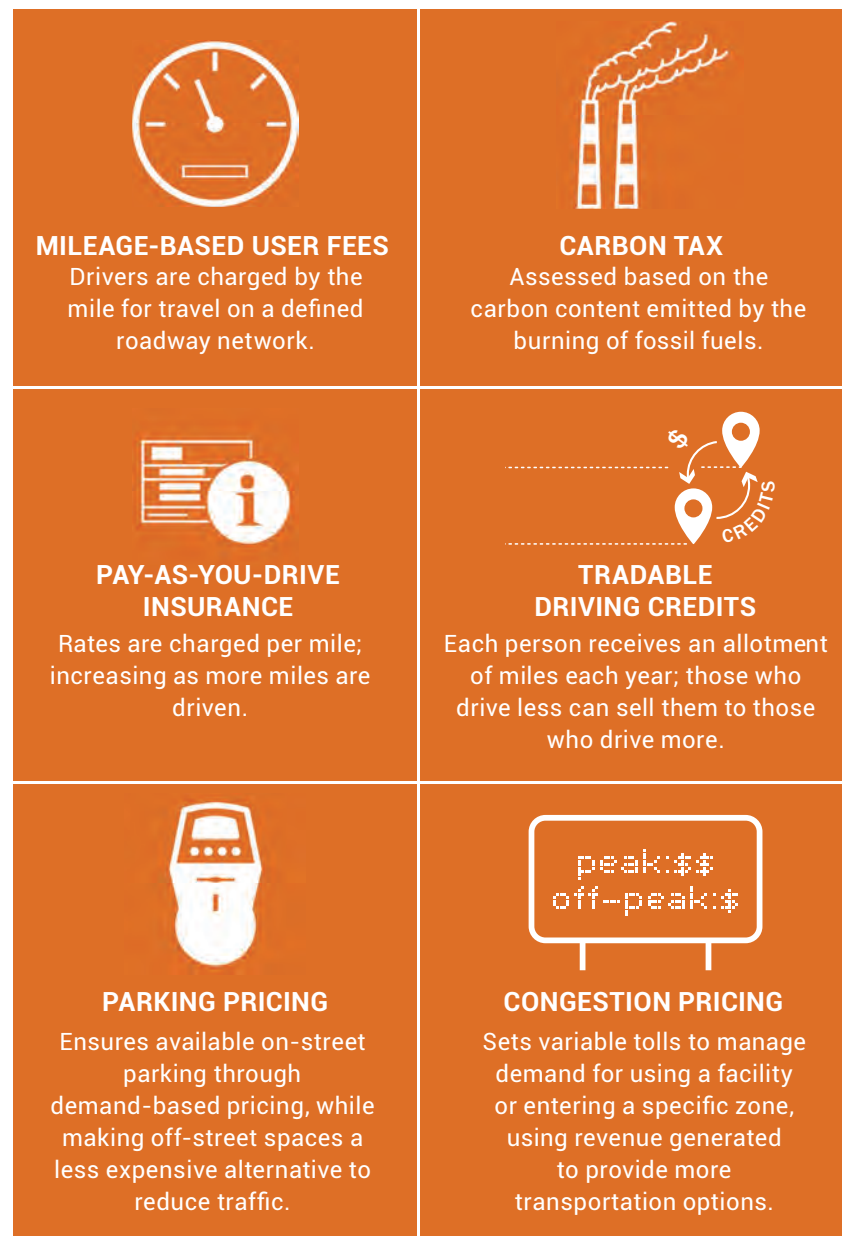 MILEAGE-BASED USER FEES
Drivers are charged by the
mile for travel on a defined
roadway network.
CARBON TAX
Assessed based on the
carbon content emitted by the
burning of fossil fuels.
i
PAY-AS-YOU-DRIVE
INSURANCE
Rates are charged per mile;
increasing as more miles are
driven.
$
CREDITS
TRADABLE
DRIVING CREDITS
Each person receives an allotment
of miles each year; those who
drive less can sell them to those
who drive more.
PARKING PRICING
Ensures available on-street
parking through
demand-based pricing, while
making off-street spaces a
less expensive alternative to
reduce traffic.
peak:$$
off-peak:$
CONGESTION PRICING
Sets variable tolls to manage
demand for using a facility
or entering a specific zone,
using revenue generated
to provide more
transportation options.